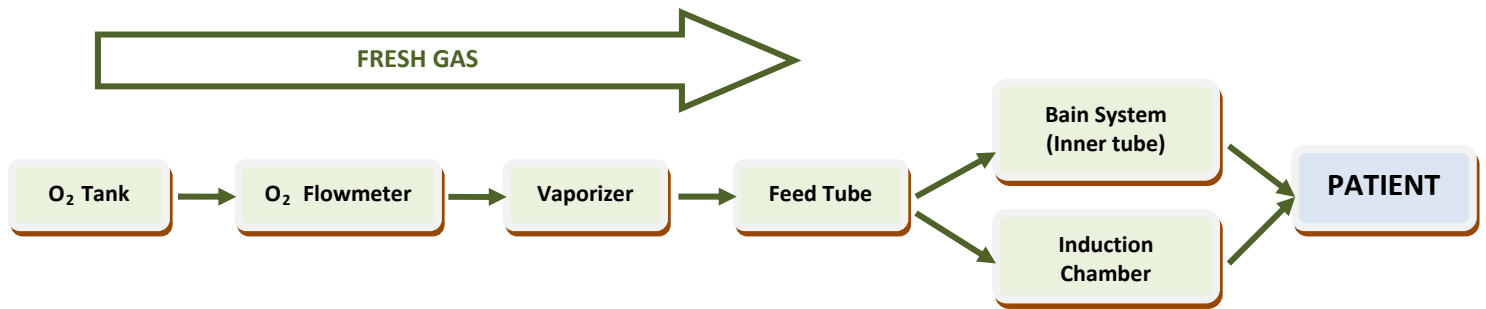 FRESH GAS
O₂ Tank
O₂ Flowmeter
Vaporizer
Feed Tube
Bain System
(Inner tube)
Induction
Chamber
PATIENT